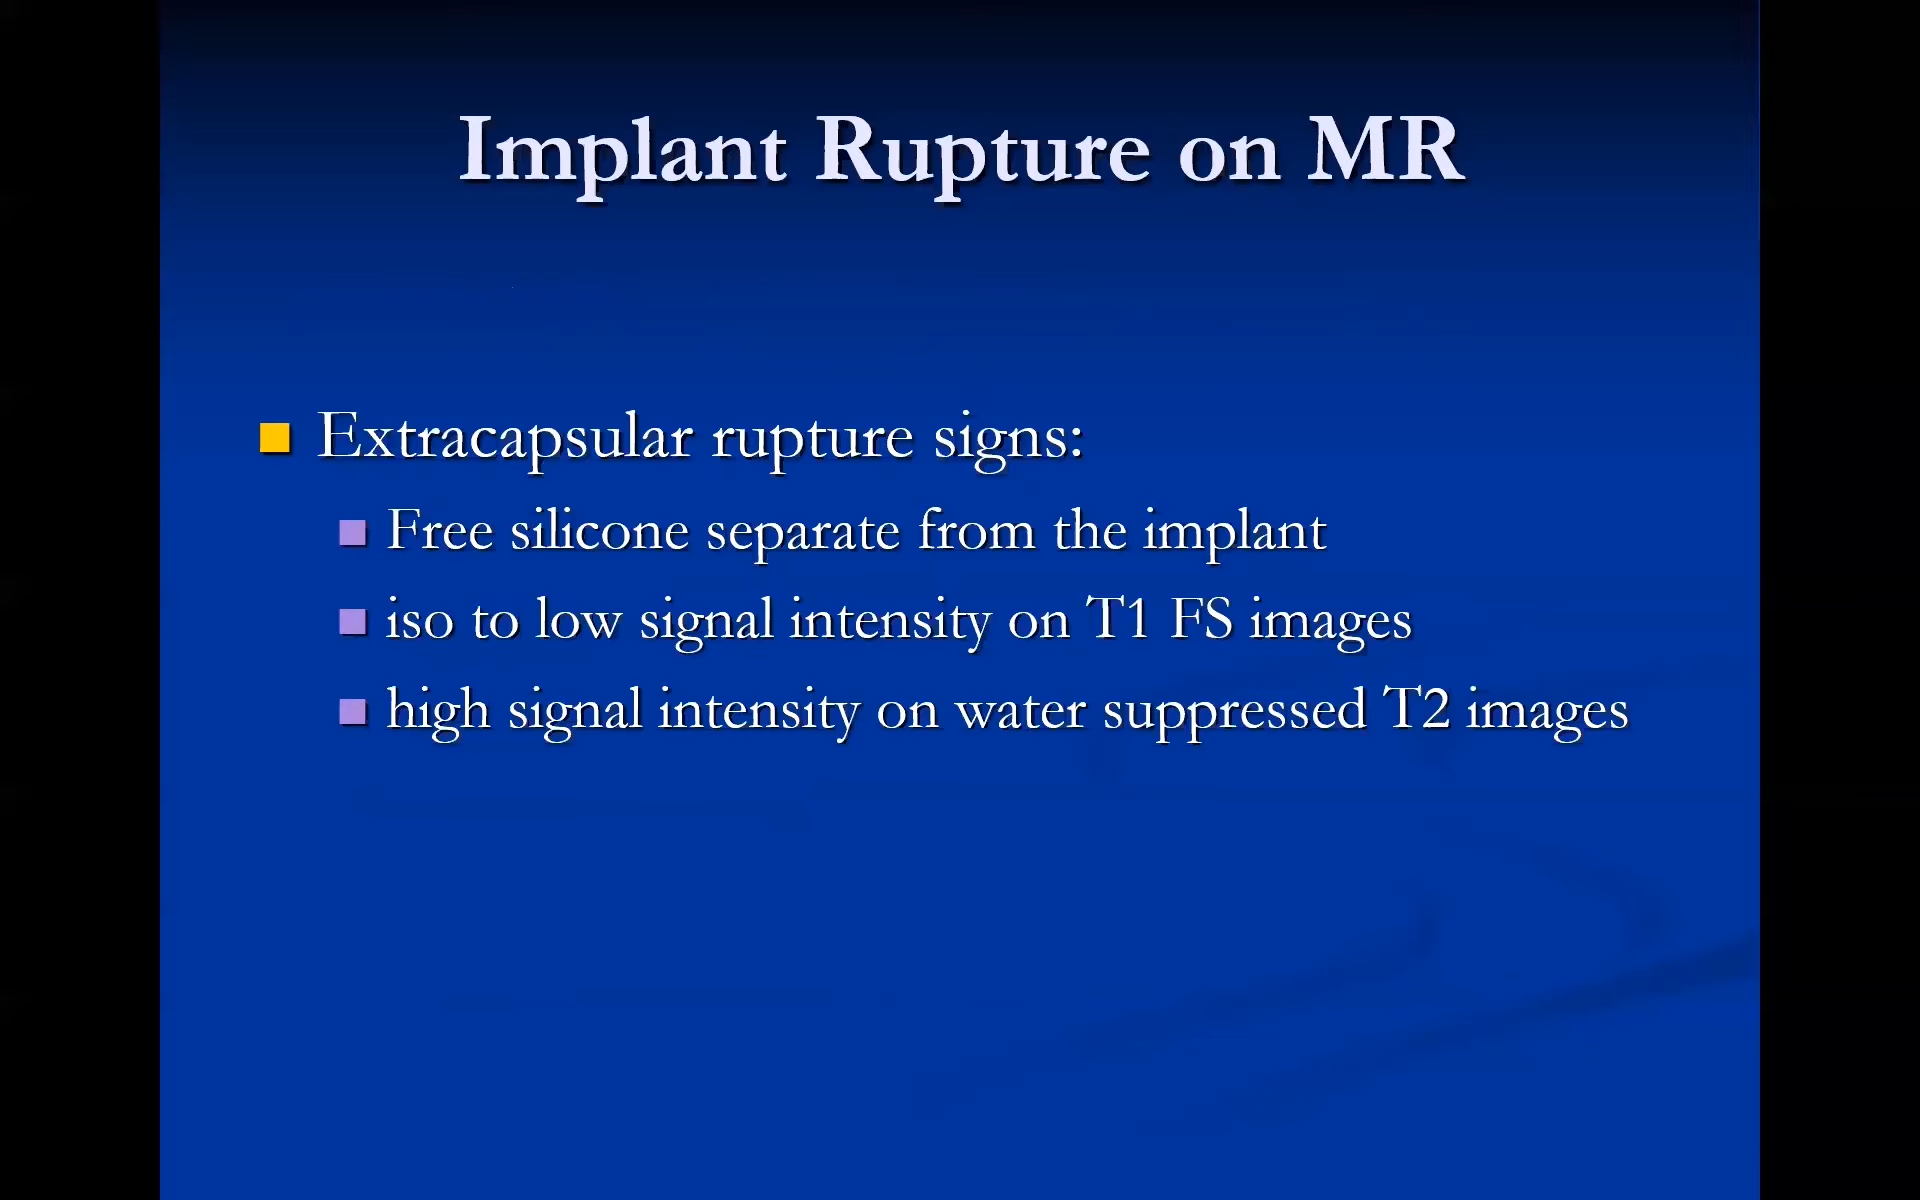 Implant Rupture on MR
Extracapsular rupture signs:
Free silicone separate from the implant
iso to low signal intensity on T1 FS images
high signal intensity on water suppressed T2 images